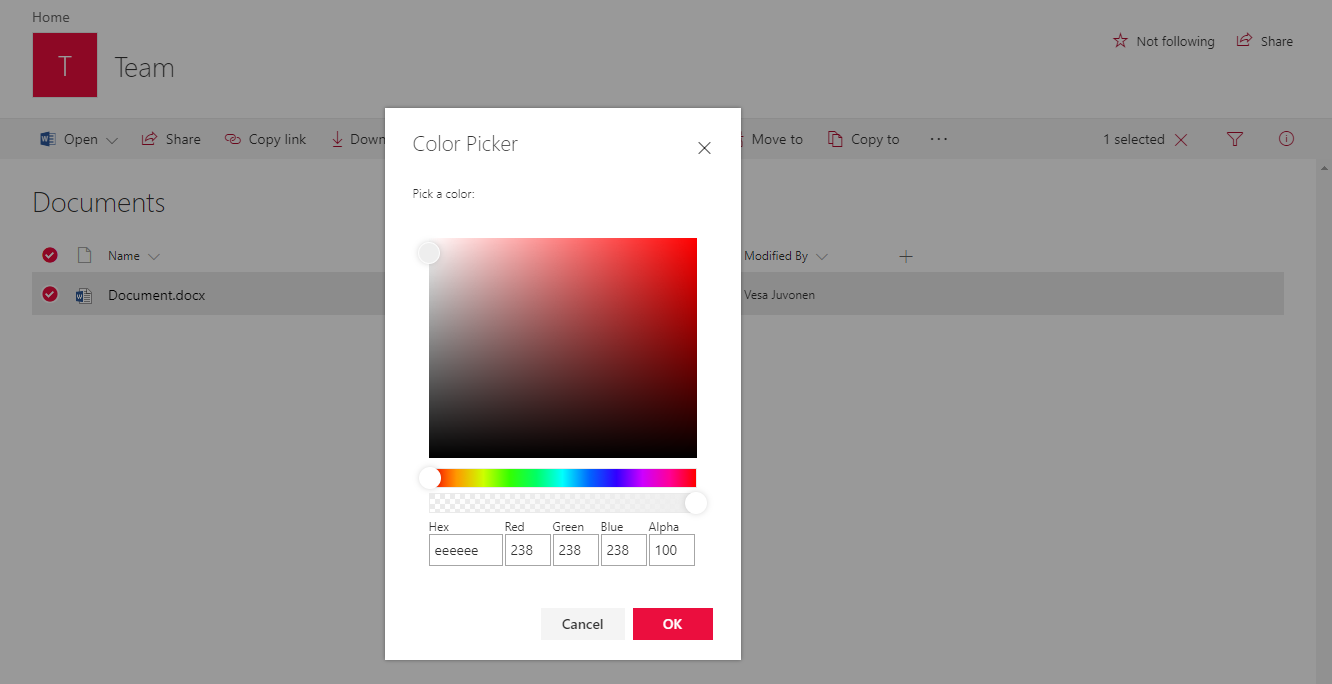 Home
T
Team
Not following
Share
Open
Share
Copy link
Down
Move to
Copy to
...
1 selected
Documents
Name
Modified By
Document.docx
Vesa Juvonen
Color Picker
Pick a color:
Hex Red Green Blue Alpha
eeeeee 238 238 238 100
Cancel OK